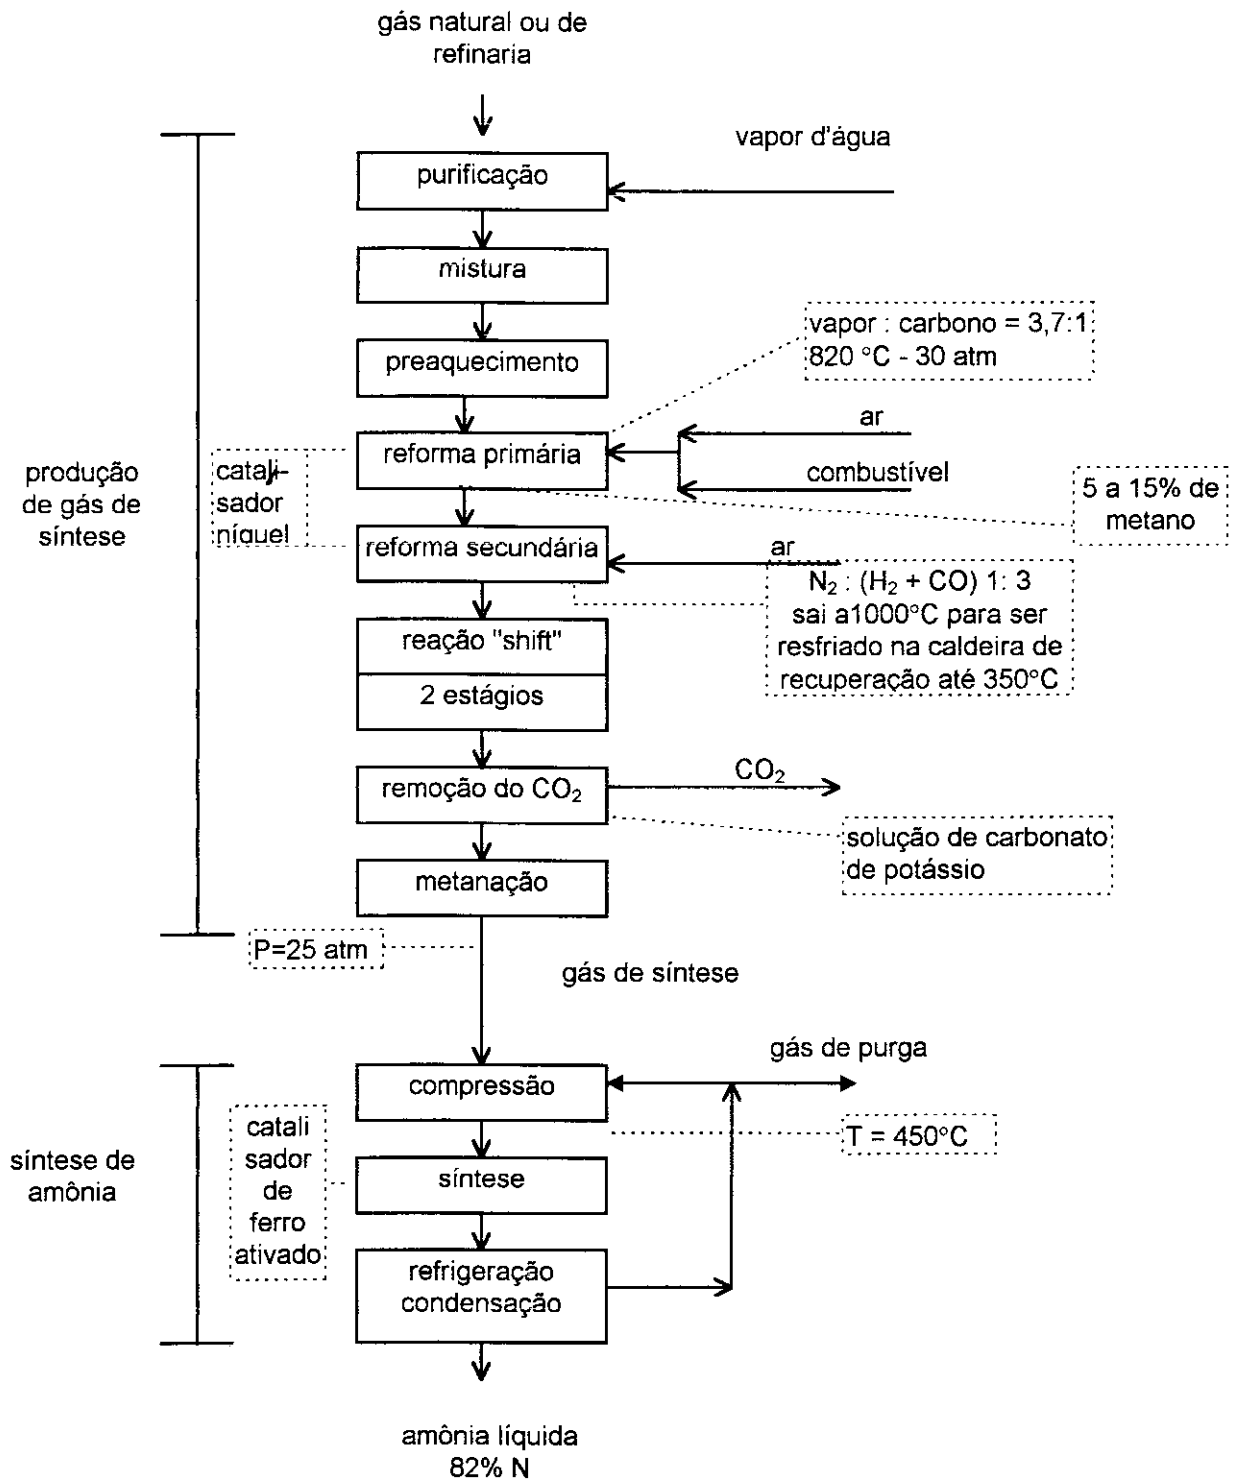 gás natural ou de
refinaria
vapor d'água
purificação
mistura
vapor : carbono = 3,7:1
820 °C - 30 atm
preaquecimento
ar
reforma primária
combustível
produção
de gás de
síntese
catali-
sador
níquel
5 a 15% de
metano
reforma secundária
ar
N₂ : (H₂ + CO) 1: 3
sai a1000°C para ser
resfriado na caldeira de
recuperação até 350°C
reação "shift"
2 estágios
CO₂
remoção do CO₂
solução de carbonato
de potássio
metanação
P=25 atm
gás de síntese
gás de purga
compressão
T = 450°C
síntese de
amônia
catali
sador
de
ferro
ativado
síntese
refrigeração
condensação
amônia líquida
82% N